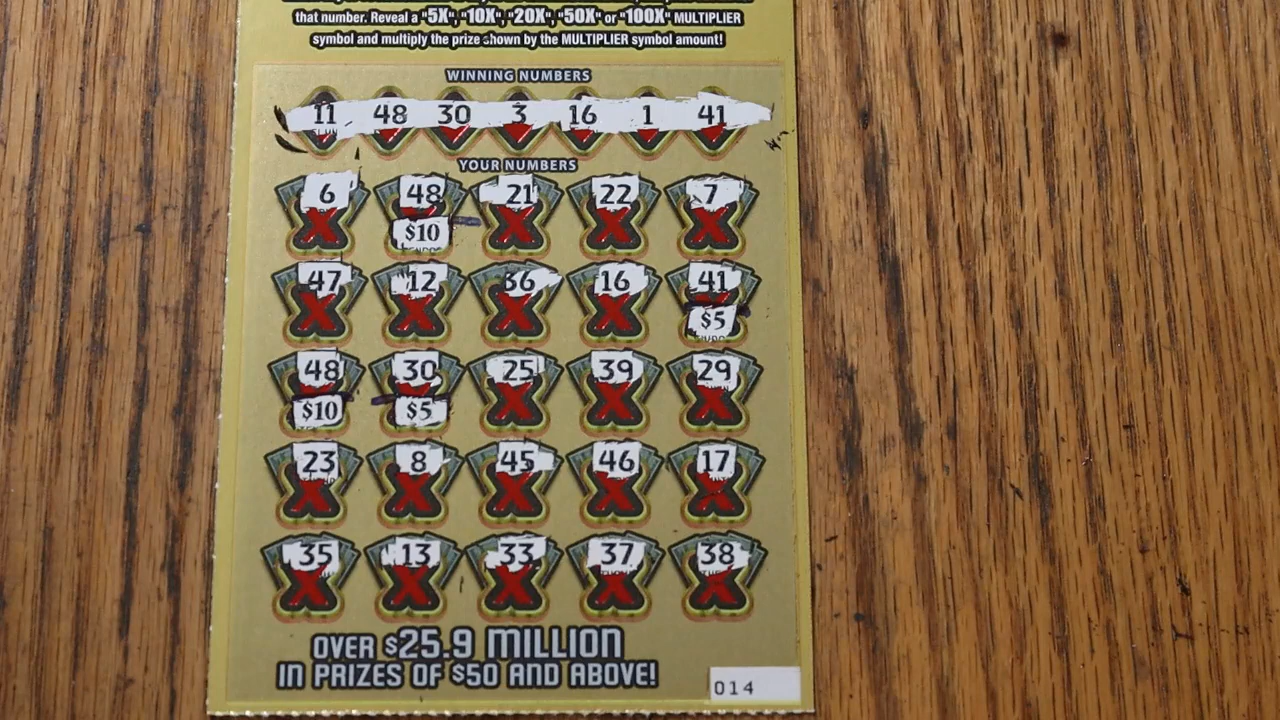 that number. Reveal a "5X", "10X", "20X", "50X" or "100X" MULTIPLIER
symbol and multiply the prize shown by the MULTIPLIER symbol amount!
WINNING NUMBERS
11 48 30 3 16 1 41
YOUR NUMBERS
6 48 21 22 7
$10
47 12 36 16 41
$5
48 30 25 39 29
$10 $5
23 8 45 46 17
35 13 33 37 38
OVER $25.9 MILLION
IN PRIZES OF $50 AND ABOVE!
014